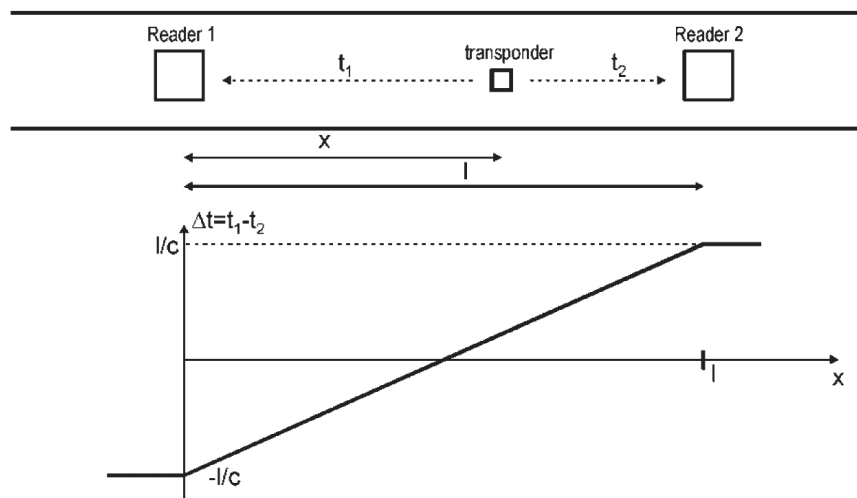 Reader 1
transponder
Reader 2
t1
t2
x
l
Δt=t1-t2
l/c
l
x
-l/c